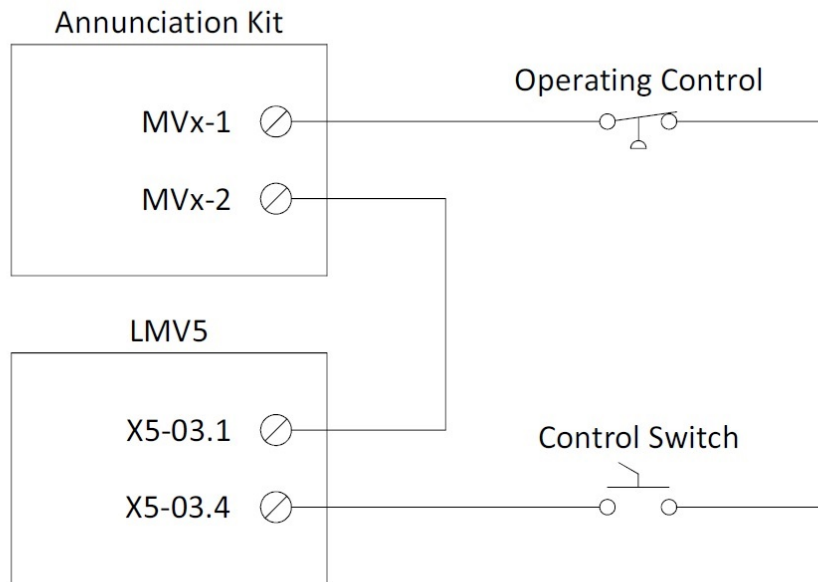 Annunciation Kit
Operating Control
MVx-1
MVx-2
LMV5
X5-03.1
Control Switch
X5-03.4